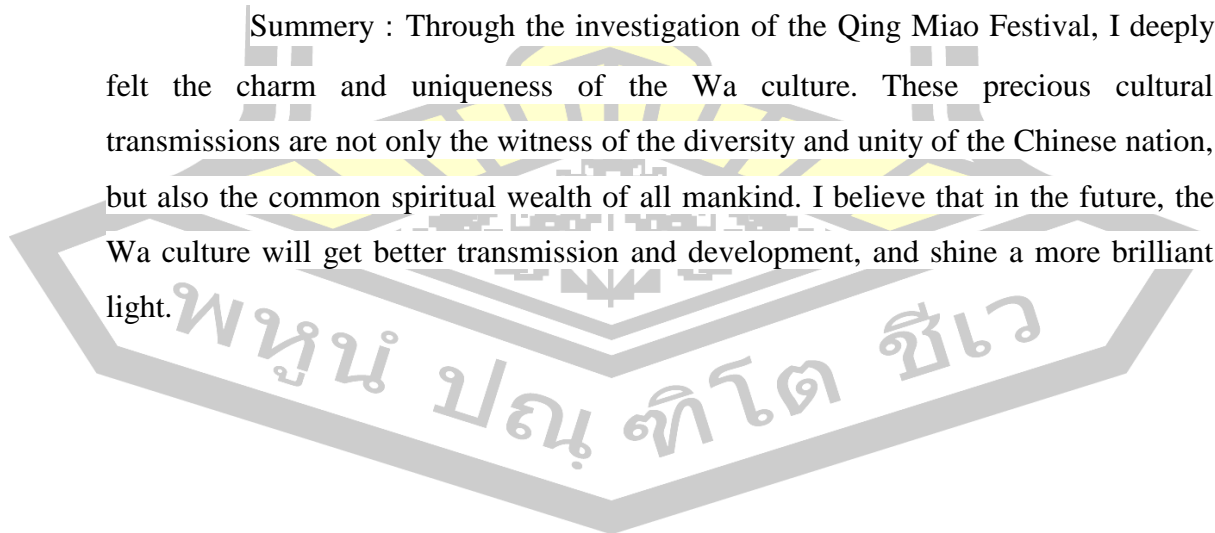 Summery : Through the investigation of the Qing Miao Festival, I deeply
felt the charm and uniqueness of the Wa culture. These precious cultural
transmissions are not only the witness of the diversity and unity of the Chinese nation,
but also the common spiritual wealth of all mankind. I believe that in the future, the
Wa culture will get better transmission and development, and shine a more brilliant
light.
พหูนํ ปณฺฑิโต ชีเว